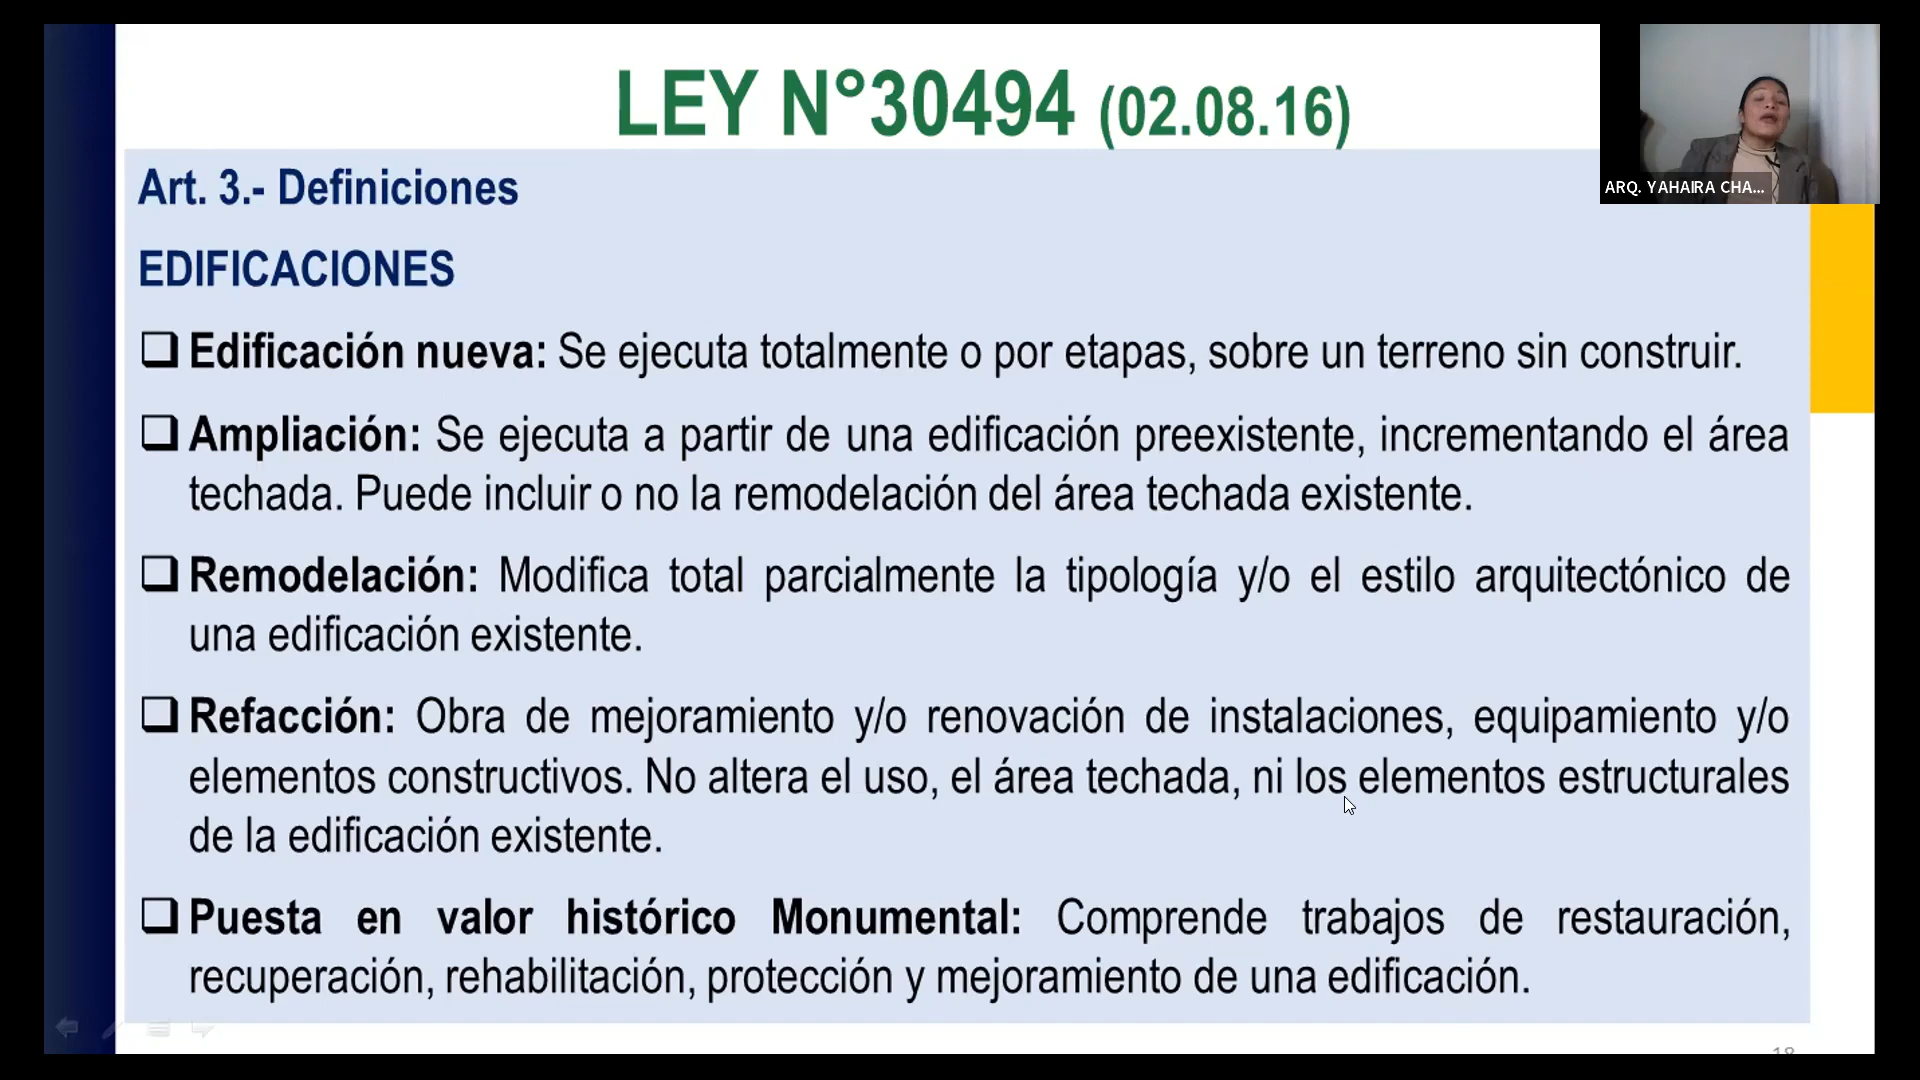 LEY N°30494 (02.08.16)
ARQ. YAHAIRA CHA...
Art. 3.- Definiciones
EDIFICACIONES
Edificación nueva: Se ejecuta totalmente o por etapas, sobre un terreno sin construir.
Ampliación: Se ejecuta a partir de una edificación preexistente, incrementando el área
techada. Puede incluir o no la remodelación del área techada existente.
Remodelación: Modifica total parcialmente la tipología y/o el estilo arquitectónico de
una edificación existente.
Refacción: Obra de mejoramiento y/o renovación de instalaciones, equipamiento y/o
elementos constructivos. No altera el uso, el área techada, ni los elementos estructurales
de la edificación existente.
Puesta en valor histórico Monumental: Comprende trabajos de restauración,
recuperación, rehabilitación, protección y mejoramiento de una edificación.